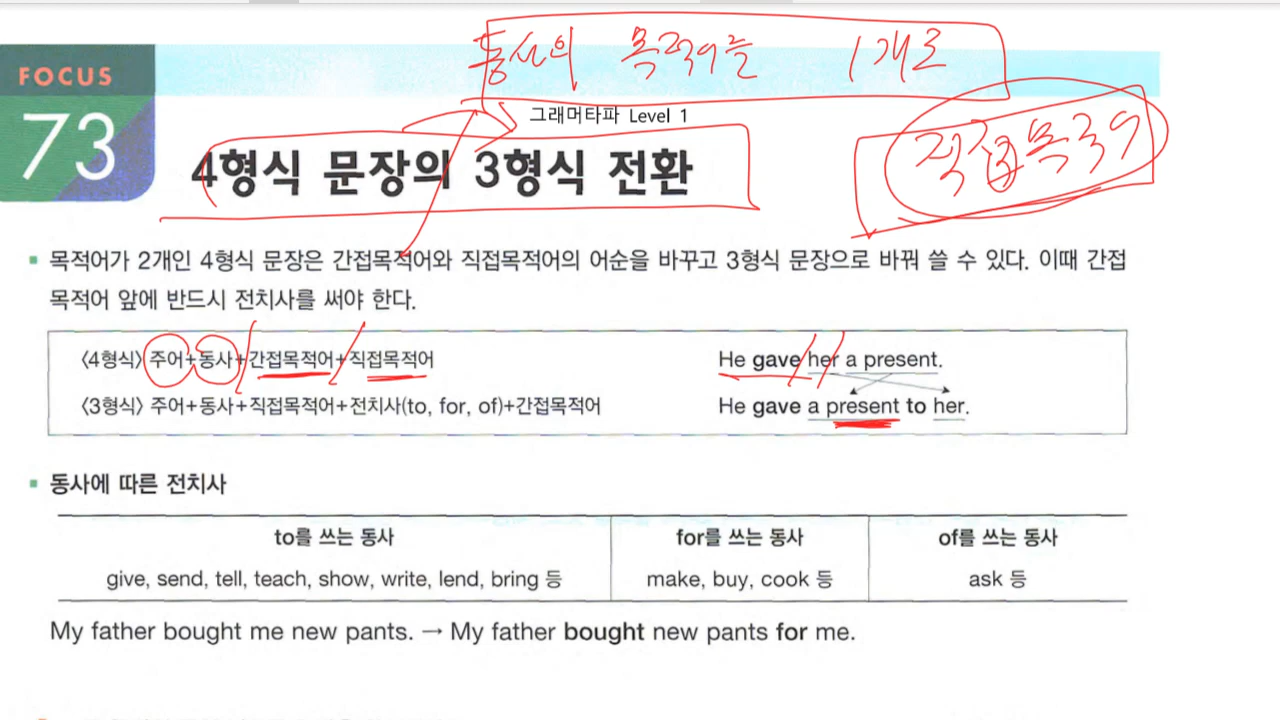 동사의 목적어를 1개로
FOCUS
73
그래머타파 Level 1
4형식 문장의 3형식 전환
직접목적어
목적어가 2개인 4형식 문장은 간접목적어와 직접목적어의 어순을 바꾸고 3형식 문장으로 바꿔 쓸 수 있다. 이때 간접
목적어 앞에 반드시 전치사를 써야 한다.
〈4형식〉 주어+동사+간접목적어+직접목적어 He gave her a present.
〈3형식〉 주어+동사+직접목적어+전치사(to, for, of)+간접목적어 He gave a present to her.
동사에 따른 전치사
to를 쓰는 동사 for를 쓰는 동사 of를 쓰는 동사
give, send, tell, teach, show, write, lend, bring 등 make, buy, cook 등 ask 등
My father bought me new pants. → My father bought new pants for me.